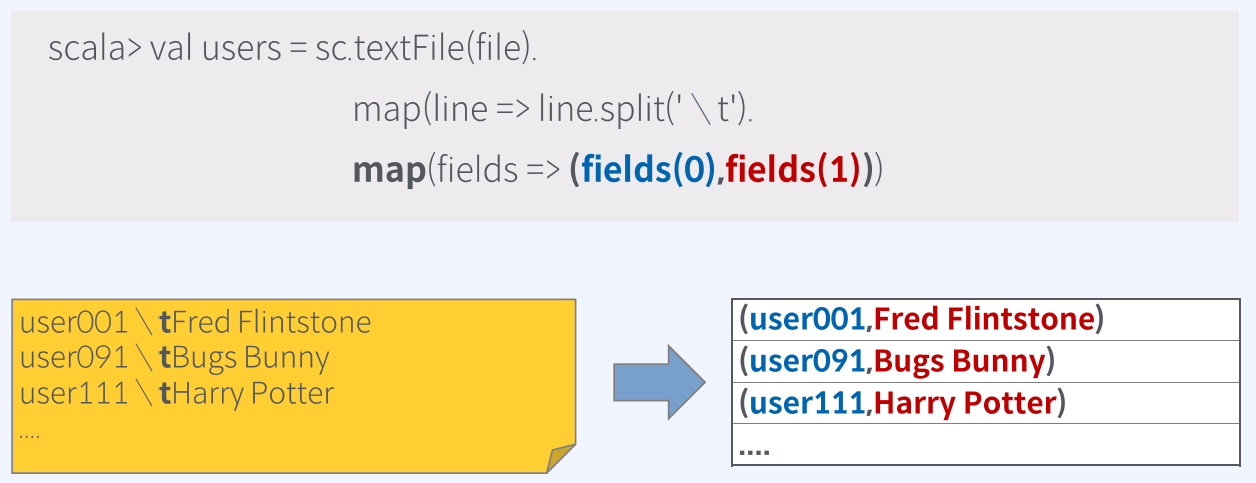 scala> val users = sc.textFile(file).
map(line => line.split(' \ t').
map(fields => (fields(0),fields(1)))
user001 \ tFred Flintstone
user091 \ tBugs Bunny
user111 \ tHarry Potter
....
(user001,Fred Flintstone)
(user091,Bugs Bunny)
(user111,Harry Potter)
....